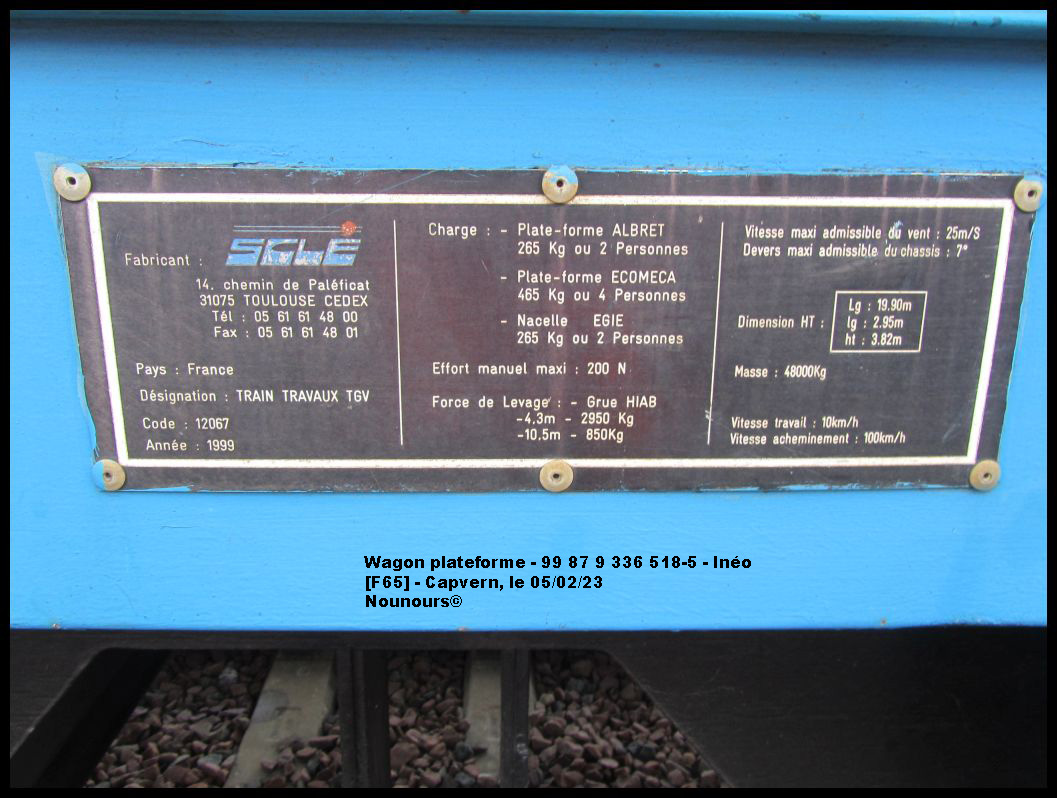 Fabricant : SCLE
14. chemin de Paléficat
31075 TOULOUSE CEDEX
Tél : 05 61 61 48 00
Fax : 05 61 61 48 01
Pays : France
Désignation : TRAIN TRAVAUX TGV
Code : 12067
Année : 1999
Charge : - Plate-forme ALBRET
265 Kg ou 2 Personnes
- Plate-forme ECOMECA
465 Kg ou 4 Personnes
- Nacelle EGIE
265 Kg ou 2 Personnes
Effort manuel maxi : 200 N
Force de Levage : - Grue HIAB
-4,3m - 2950 Kg
-10.5m - 850Kg
Vitesse maxi admissible du vent : 25m/S
Devers maxi admissible du chassis : 7°
Dimension HT :
Lg : 19.90m
lg : 2.95m
ht : 3.82m
Masse : 48000Kg
Vitesse travail : 10km/h
Vitesse acheminement : 100km/h
Wagon plateforme - 99 87 9 336 518-5 - Inéo
[F65] - Capvern, le 05/02/23
Nounours©